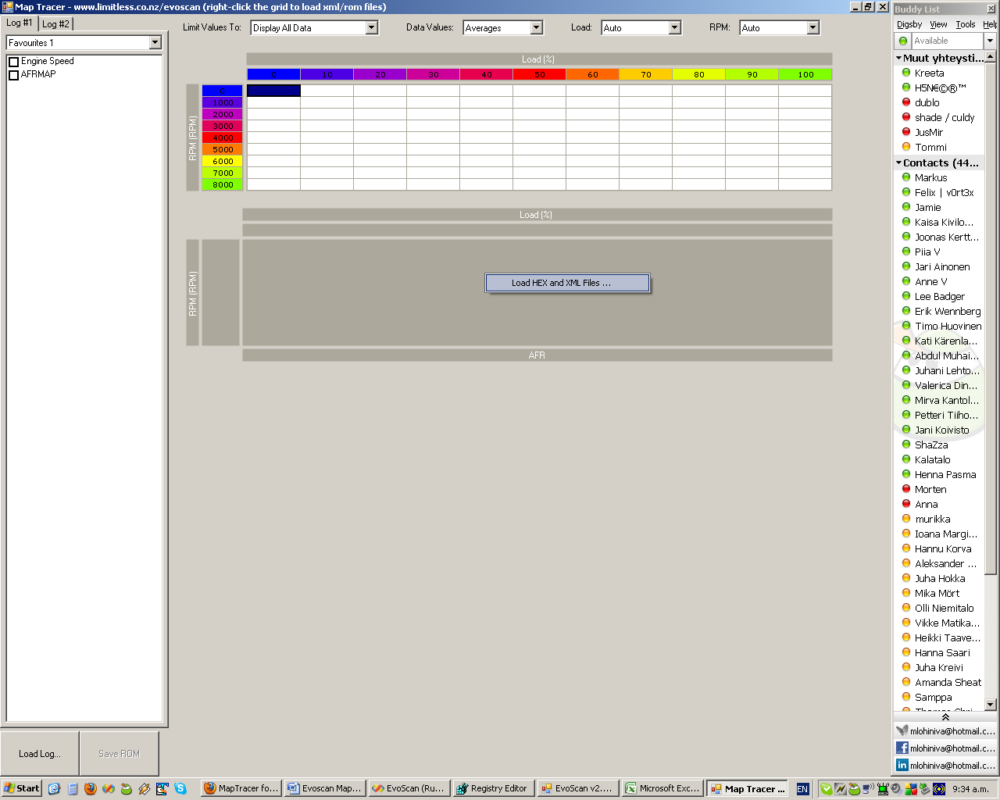 Map Tracer - www.limitless.co.nz/evoscan (right-click the grid to load xml/rom files)
Log #1 Log #2
Favourites 1
Engine Speed
AFRMAP
Load Log...
Save ROM
Limit Values To: Display All Data Data Values: Averages Load: Auto RPM: Auto
Load (%)
0 10 20 30 40 50 60 70 80 90 100
RPM (RPM)
0
1000
2000
3000
4000
5000
6000
7000
8000
Load (%)
RPM (RPM)
Load HEX and XML Files ...
AFR
Buddy List
Digsby View Tools Help
Available
Muut yhteysti...
Kreeta
H5N€©®™
dublo
shade / culdy
JusMir
Tommi
Contacts (44...
Markus
Felix | v0rt3x
Jamie
Kaisa Kivilo...
Joonas Kertt...
Piia V
Jari Ainonen
Anne V
Lee Badger
Erik Wennberg
Timo Huovinen
Kati Kärenla...
Abdul Muhai...
Juhani Lehto...
Valerica Din...
Mirva Kantol...
Petteri Tiiho...
Jani Koivisto
ShaZza
Kalatalo
Henna Pasma
Morten
Anna
murikka
Ioana Margi...
Hannu Korva
Aleksander ...
Juha Hokka
Mika Mört
Olli Niemitalo
Vikke Matika...
Heikki Taave...
Hanna Saari
Juha Kreivi
Amanda Sheat
Samppa
mlohiniva@hotmail.c...
mlohiniva@hotmail.c...
mlohiniva@hotmail.c...
Start MapTracer fo... Evoscan Map... EvoScan (Ru... Registry Editor EvoScan v2.... Microsoft Exc... Map Tracer ... EN 9:34 a.m.